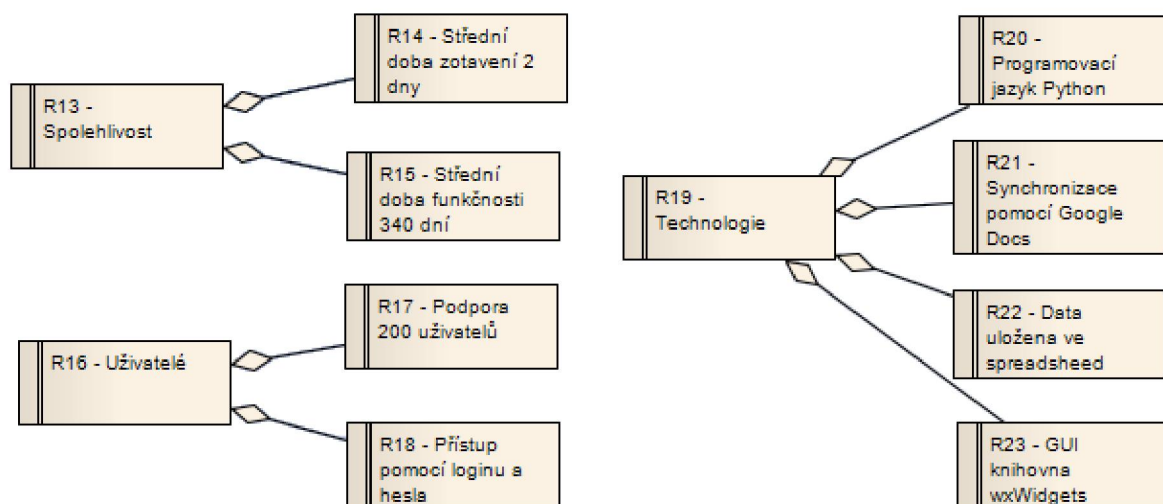 R14 - Střední
doba zotavení 2
dny
R13 -
Spolehlivost
R15 - Střední
doba funkčnosti
340 dní
R17 - Podpora
200 uživatelů
R16 - Uživatelé
R18 - Přístup
pomocí loginu a
hesla
R20 -
Programovací
jazyk Python
R21 -
Synchronizace
pomocí Google
Docs
R19 -
Technologie
R22 - Data
uložena ve
spreadsheed
R23 - GUI
knihovna
wxWidgets